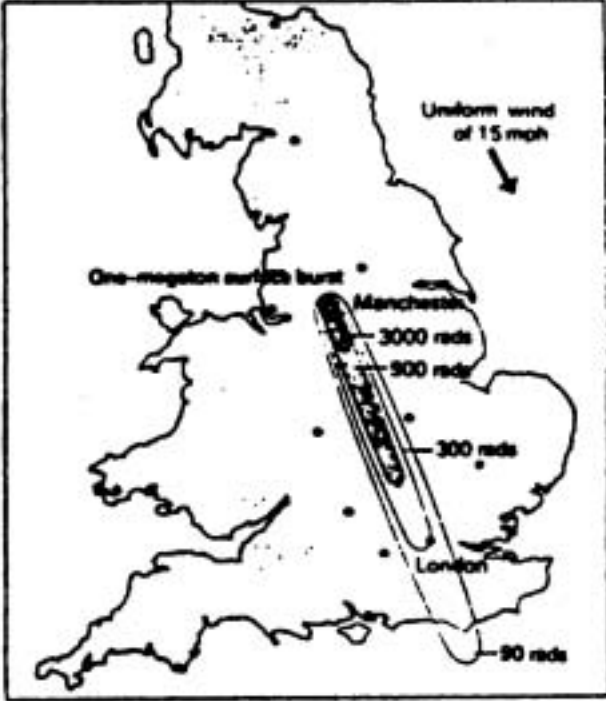 Uniform wind
of 15 mph
One-megaton surface burst
Manchester
3000 rads
900 rads
300 rads
London
90 rads